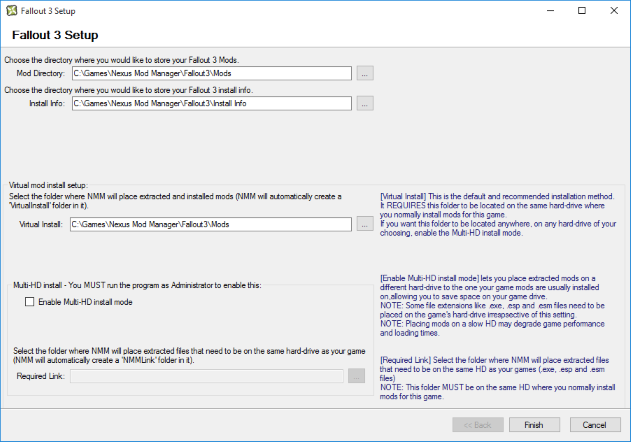 Fallout 3 Setup
Fallout 3 Setup
Choose the directory where you would like to store your Fallout 3 Mods.
Mod Directory: C:\Games\Nexus Mod Manager\Fallout3\Mods ...
Choose the directory where you would like to store your Fallout 3 install info.
Install Info: C:\Games\Nexus Mod Manager\Fallout3\Install Info ...
Virtual mod install setup:
Select the folder where NMM will place extracted and installed mods (NMM will automatically create a
'VirtualInstall' folder in it).
Virtual Install: C:\Games\Nexus Mod Manager\Fallout3\Mods ...
[Virtual Install] This is the default and recommended installation method.
It REQUIRES this folder to be located on the same hard-drive where
you normally install mods for this game.
If you want this folder to be located anywhere, on any hard-drive of your
choosing, enable the Multi-HD install mode.
Multi-HD install - You MUST run the program as Administrator to enable this:
Enable Multi-HD install mode
[Enable Multi-HD install mode] lets you place extracted mods on a
different hard-drive to the one your game mods are usually installed
on,allowing you to save space on your game drive.
NOTE: Some file extensions like .exe, .esp and .esm files need to be
placed on the game's hard-drive irrespsective of this setting.
NOTE: Placing mods on a slow HD may degrade game performance
and loading times.
Select the folder where NMM will place extracted files that need to be on the same hard-drive as your game
(NMM will automatically create a 'NMMLink' folder in it).
Required Link: ...
[Required Link] Select the folder where NMM will place extracted files
that need to be on the same HD as your games (.exe, .esp and .esm
files)
NOTE: This folder MUST be on the same HD where you normally install
mods for this game.
<< Back Finish Cancel